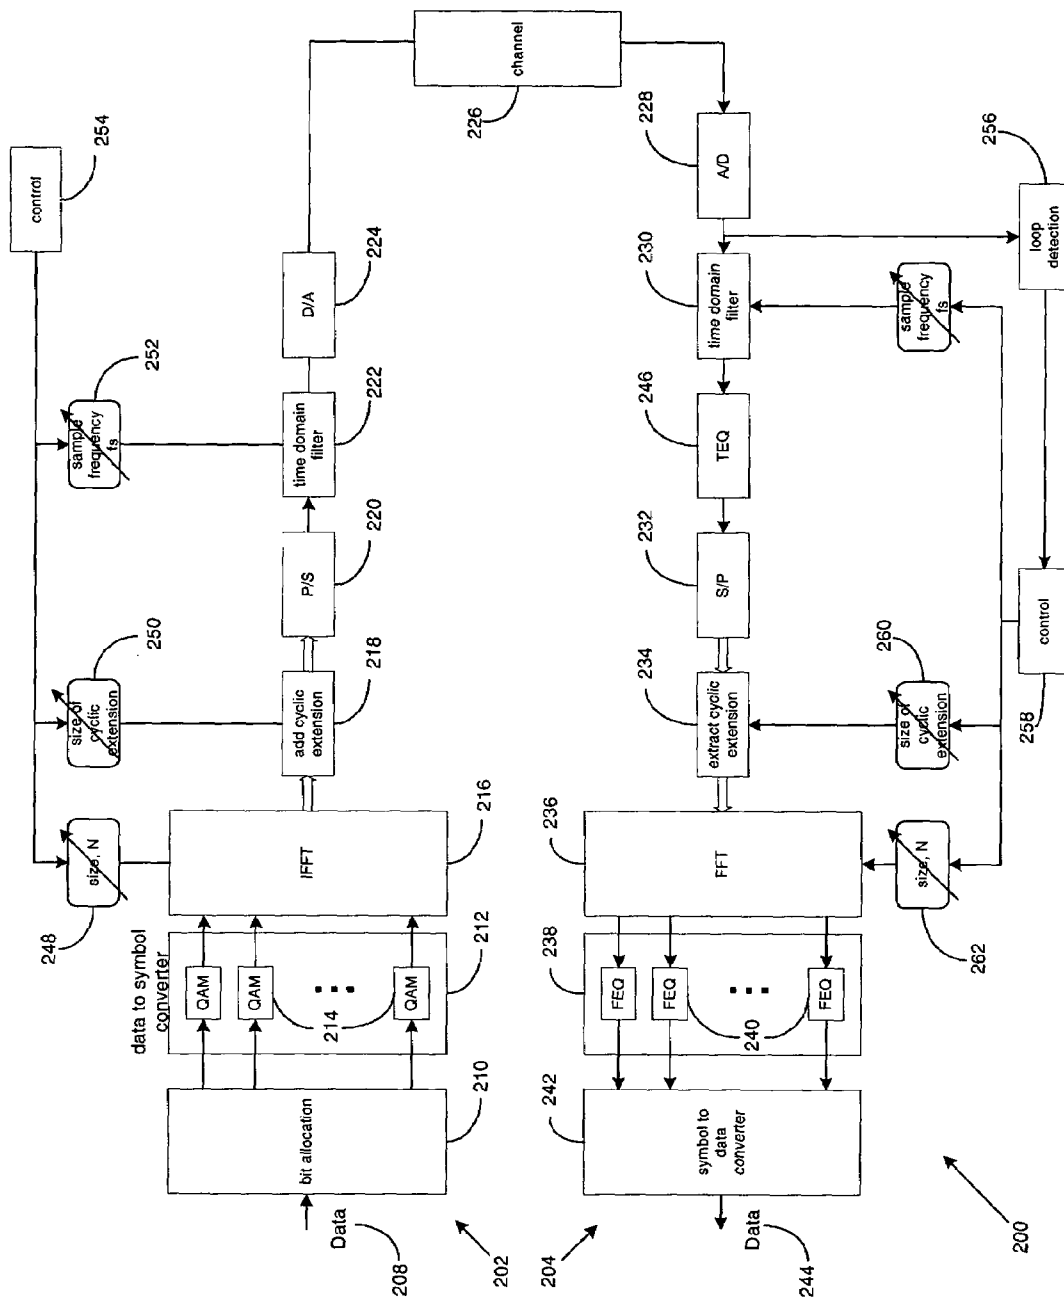 control
254
sample
frequency
fs
252
size of
cyclic
extension
250
size, N
248
Data
208
202
bit allocation
210
data to symbol
converter
QAM
QAM
QAM
214
212
IFFT
216
add cyclic
extension
218
P/S
220
time domain
filter
222
D/A
224
channel
226
A/D
228
time domain
filter
230
TEQ
246
S/P
232
extract cyclic
extension
234
FFT
236
FEQ
FEQ
FEQ
240
238
symbol to
data
converter
242
Data
244
204
size, N
262
size of
cyclic
extension
260
sample
frequency
fs
loop
detection
256
control
258
200